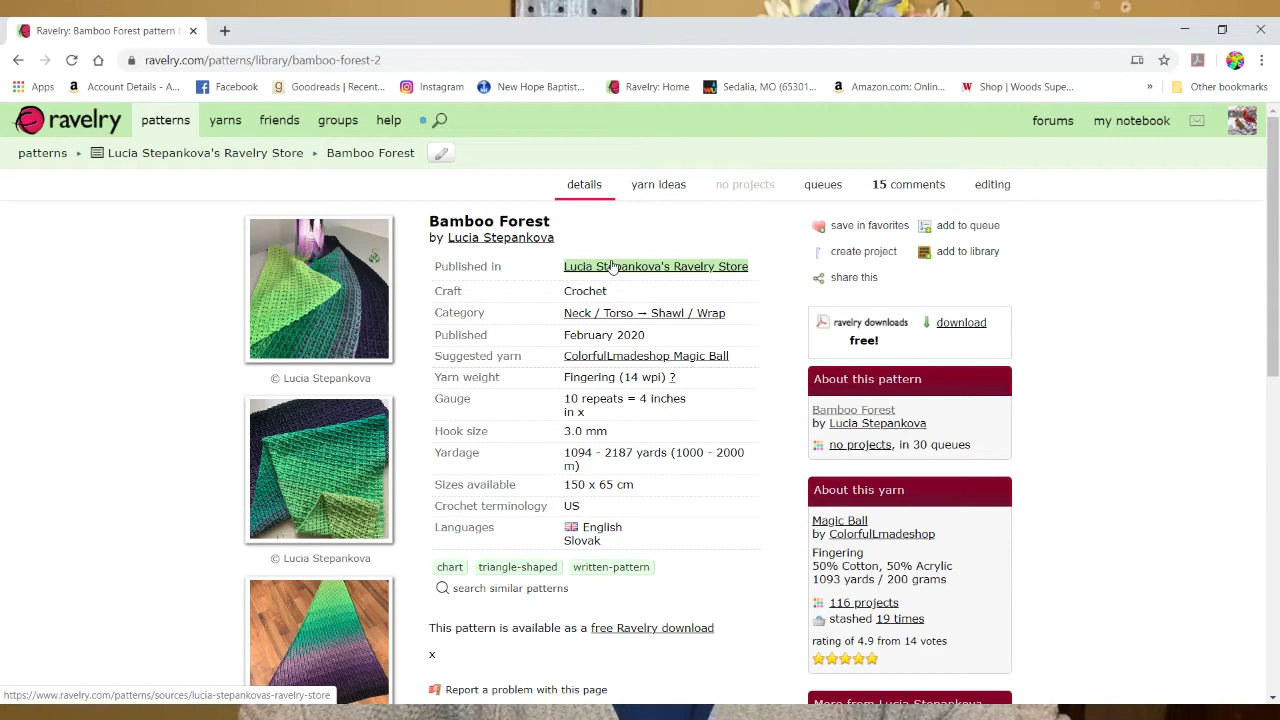 Ravelry: Bamboo Forest pattern
ravelry.com/patterns/library/bamboo-forest-2
Apps
Account Details - A...
Facebook
Goodreads | Recent...
Instagram
New Hope Baptist...
Ravelry: Home
Sedalia, MO (65301...
Amazon.com: Onlin...
Shop | Woods Supe...
»
Other bookmarks
ravelry
patterns
yarns
friends
groups
help
forums
my notebook
patterns ▸ Lucia Stepankova's Ravelry Store ▸ Bamboo Forest
details
yarn ideas
no projects
queues
15 comments
editing
Bamboo Forest
by Lucia Stepankova
Published in Lucia Stepankova's Ravelry Store
Craft Crochet
Category Neck / Torso → Shawl / Wrap
Published February 2020
Suggested yarn ColorfulLmadeshop Magic Ball
Yarn weight Fingering (14 wpi) ?
Gauge 10 repeats = 4 inches
in x
Hook size 3.0 mm
Yardage 1094 - 2187 yards (1000 - 2000
m)
Sizes available 150 x 65 cm
Crochet terminology US
Languages English
Slovak
chart triangle-shaped written-pattern
search similar patterns
This pattern is available as a free Ravelry download
x
Report a problem with this page
© Lucia Stepankova
© Lucia Stepankova
save in favorites
add to queue
create project
add to library
share this
ravelry downloads
download
free!
About this pattern
Bamboo Forest
by Lucia Stepankova
no projects, in 30 queues
About this yarn
Magic Ball
by ColorfulLmadeshop
Fingering
50% Cotton, 50% Acrylic
1093 yards / 200 grams
116 projects
stashed 19 times
rating of 4.9 from 14 votes
More from Lucia Stepankova
https://www.ravelry.com/patterns/sources/lucia-stepankovas-ravelry-store